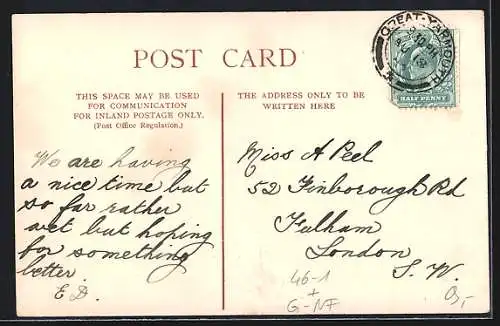 GREAT-YARMOUTH
POST CARD
HALF PENNY
THIS SPACE MAY BE USED
FOR COMMUNICATION
FOR INLAND POSTAGE ONLY.
(Post Office Regulation.)
THE ADDRESS ONLY TO BE
WRITTEN HERE
We are having
a nice time but
so far rather
wet but hoping
for something
better.
E D.
Miss A Peel
52 Finborough Rd
Fulham
London
S. W.
46-1
+
G-NF